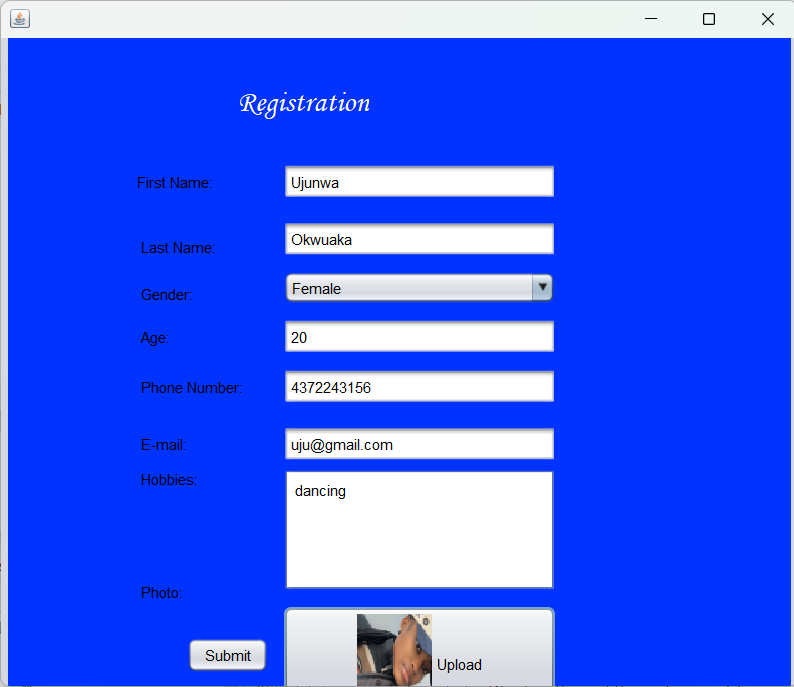 Registration
First Name: Ujunwa
Last Name: Okwuaka
Gender: Female
Age: 20
Phone Number: 4372243156
E-mail: uju@gmail.com
Hobbies: dancing
Photo:
Submit Upload